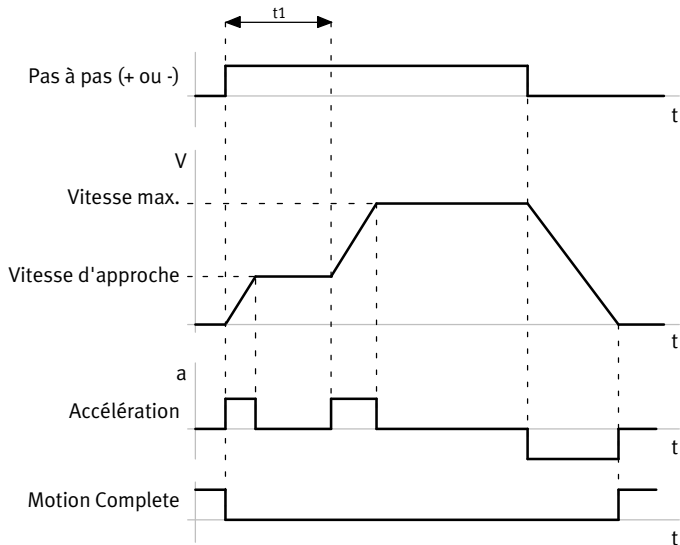 t1
Pas à pas (+ ou -)
t
V
Vitesse max.
Vitesse d'approche
t
a
Accélération
t
Motion Complete
t